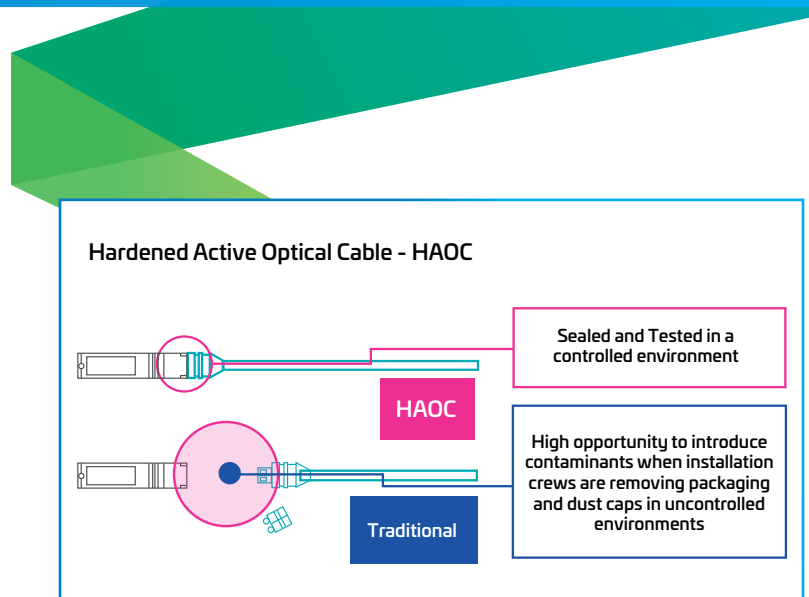 Hardened Active Optical Cable - HAOC
Sealed and Tested in a
controlled environment
HAOC
High opportunity to introduce
contaminants when installation
crews are removing packaging
and dust caps in uncontrolled
environments
Traditional